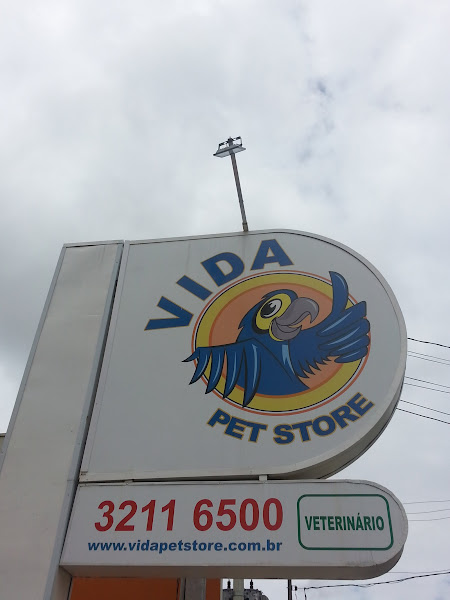 VIDA
PET STORE
3211 6500
www.vidapetstore.com.br
VETERINÁRIO